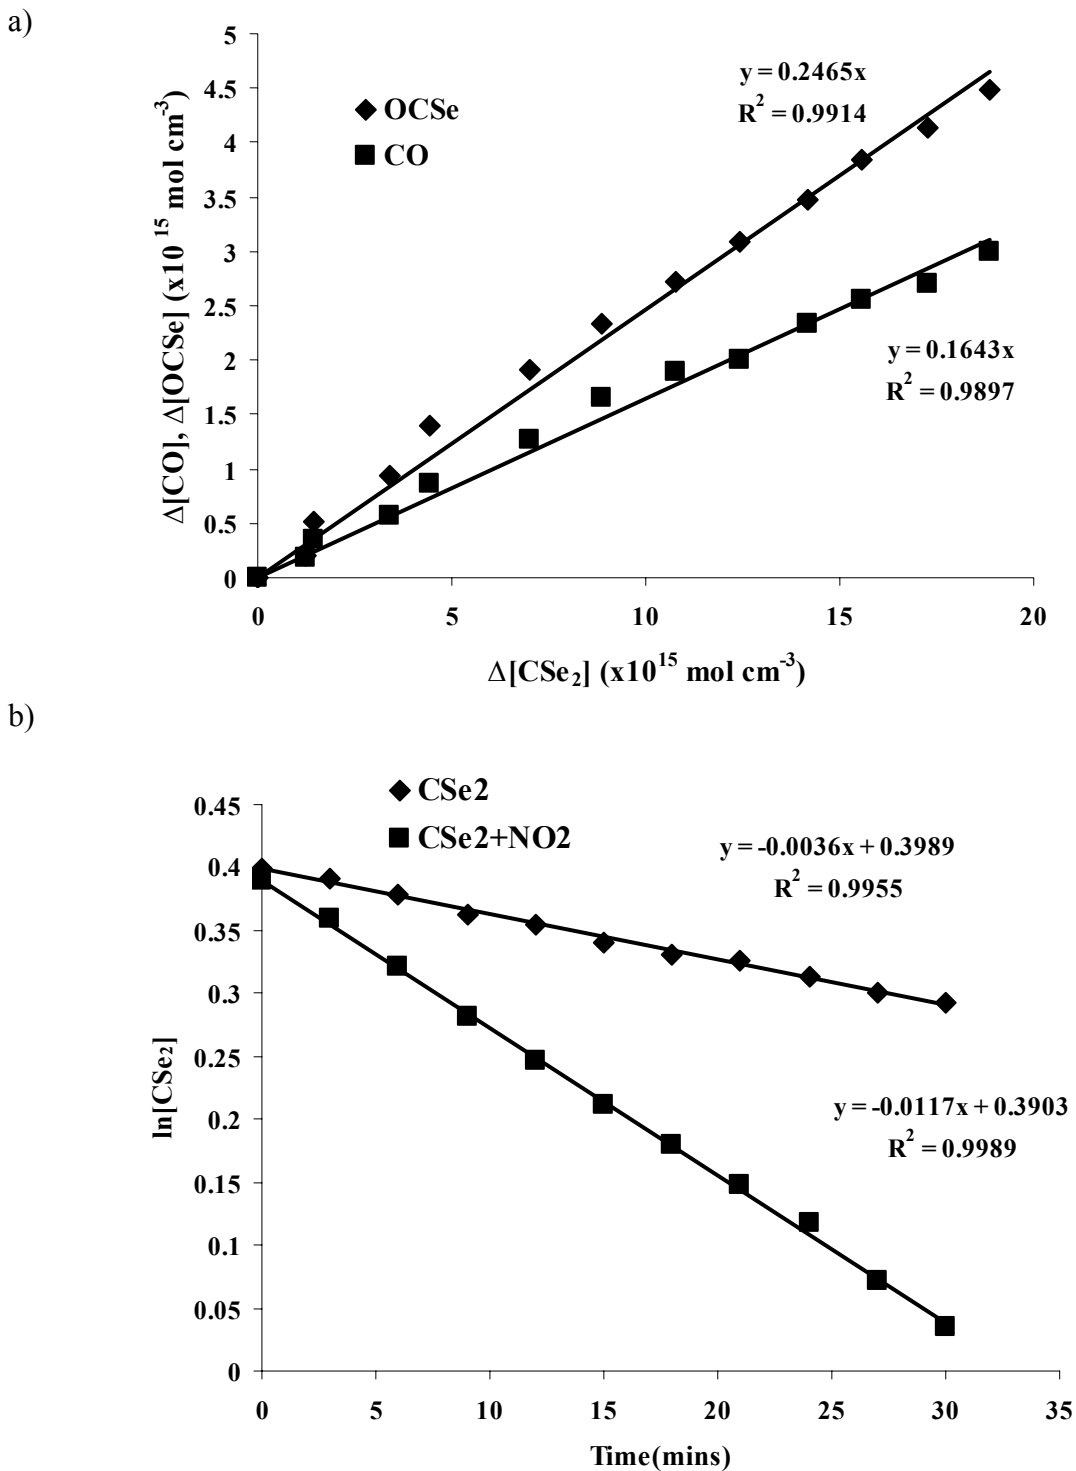 a)
5
4.5
4
3.5
3
2.5
2
1.5
1
0.5
0
Δ[CO], Δ[OCSe] (x10 15 mol cm-3)
OCSe
CO
y = 0.2465x
R2 = 0.9914
y = 0.1643x
R2 = 0.9897
0 5 10 15 20
Δ[CSe2] (x1015 mol cm-3)
b)
CSe2
CSe2+NO2
0.45
0.4
0.35
0.3
0.25
0.2
0.15
0.1
0.05
0
ln[CSe2]
y = -0.0036x + 0.3989
R2 = 0.9955
y = -0.0117x + 0.3903
R2 = 0.9989
0 5 10 15 20 25 30 35
Time(mins)